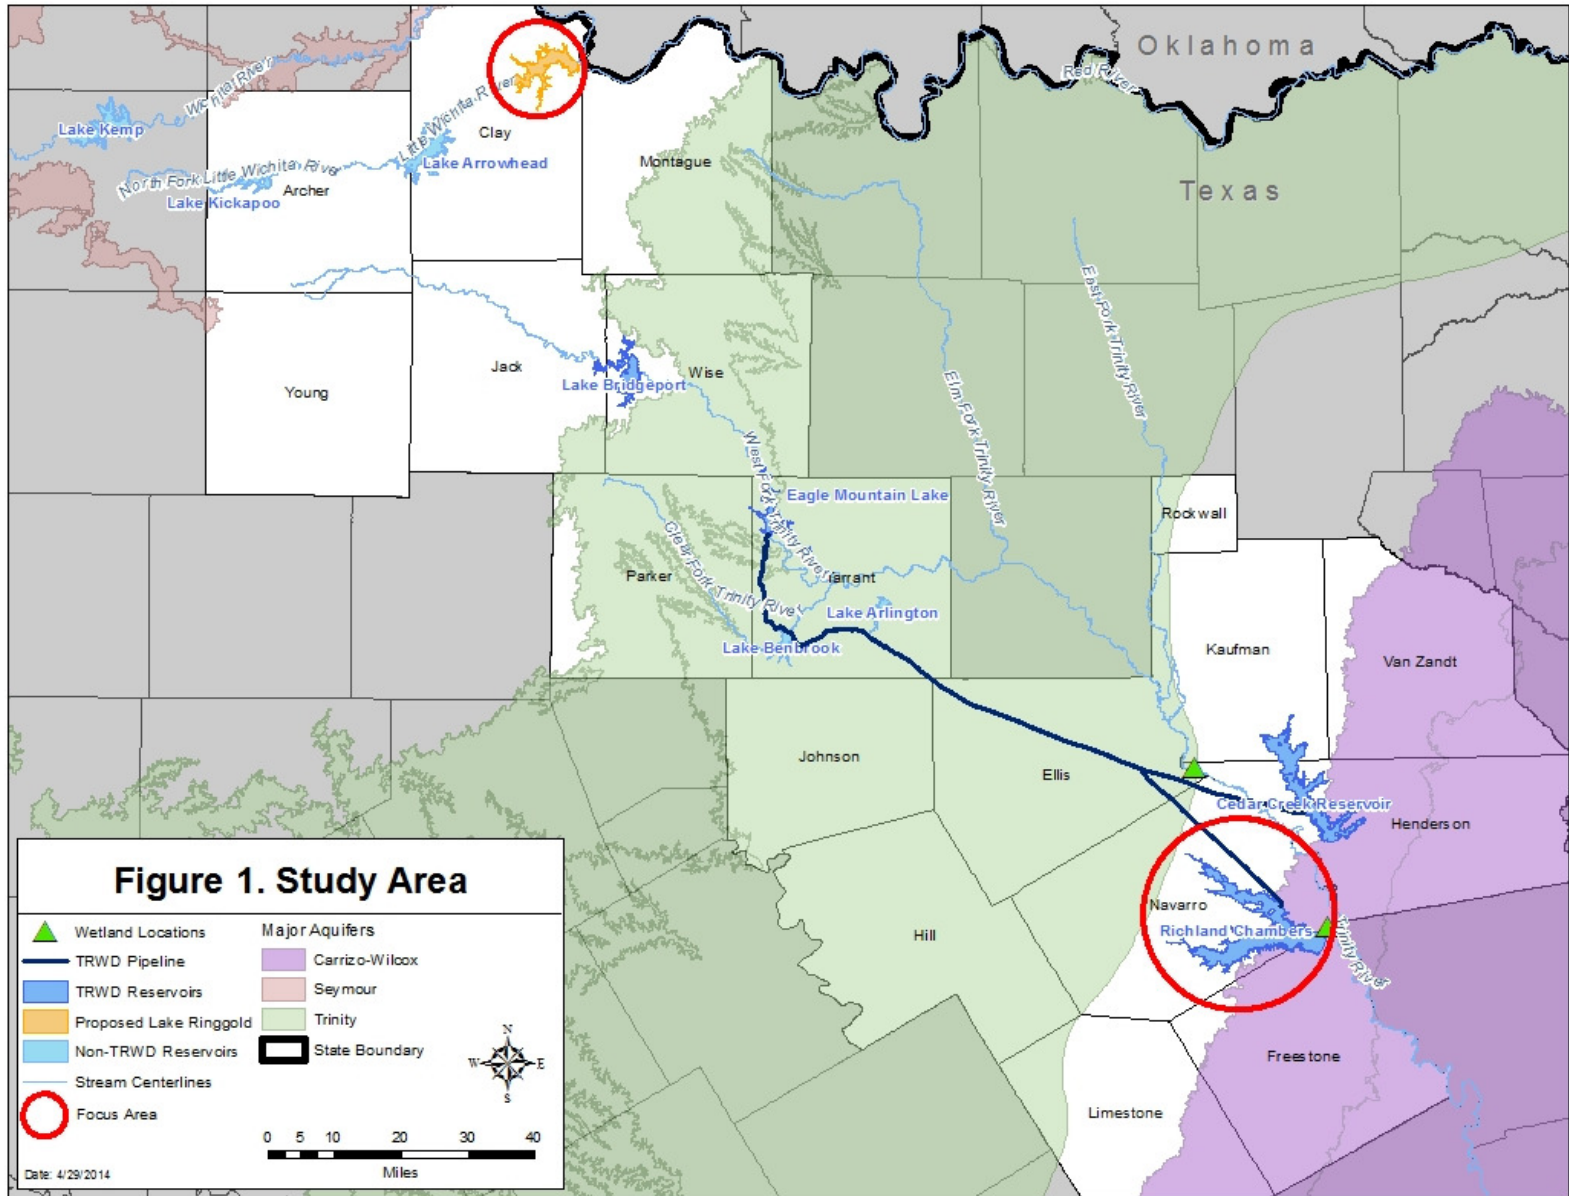 Oklahoma
Red River
Texas
Wichita River
Lake Kemp
Little Wichita River
Clay
Lake Arrowhead
Montague
North Fork Little Wichita River
Archer
Lake Kickapoo
East Fork Trinity River
Jack
Wise
Lake Bridgeport
Young
Elm Fork Trinity River
West Fork Trinity River
Eagle Mountain Lake
Rockwall
Clear Fork Trinity River
Parker
Tarrant
Lake Arlington
Lake Benbrook
Kaufman
Van Zandt
Johnson
Ellis
Cedar Creek Reservoir
Henderson
Navarro
Richland Chambers
Hill
Trinity River
Freestone
Limestone
Figure 1. Study Area
Wetland Locations
TRWD Pipeline
TRWD Reservoirs
Proposed Lake Ringgold
Non-TRWD Reservoirs
Stream Centerlines
Focus Area
Major Aquifers
Carrizo-Wilcox
Seymour
Trinity
State Boundary
N
W E
S
0 5 10 20 30 40
Miles
Date: 4/29/2014